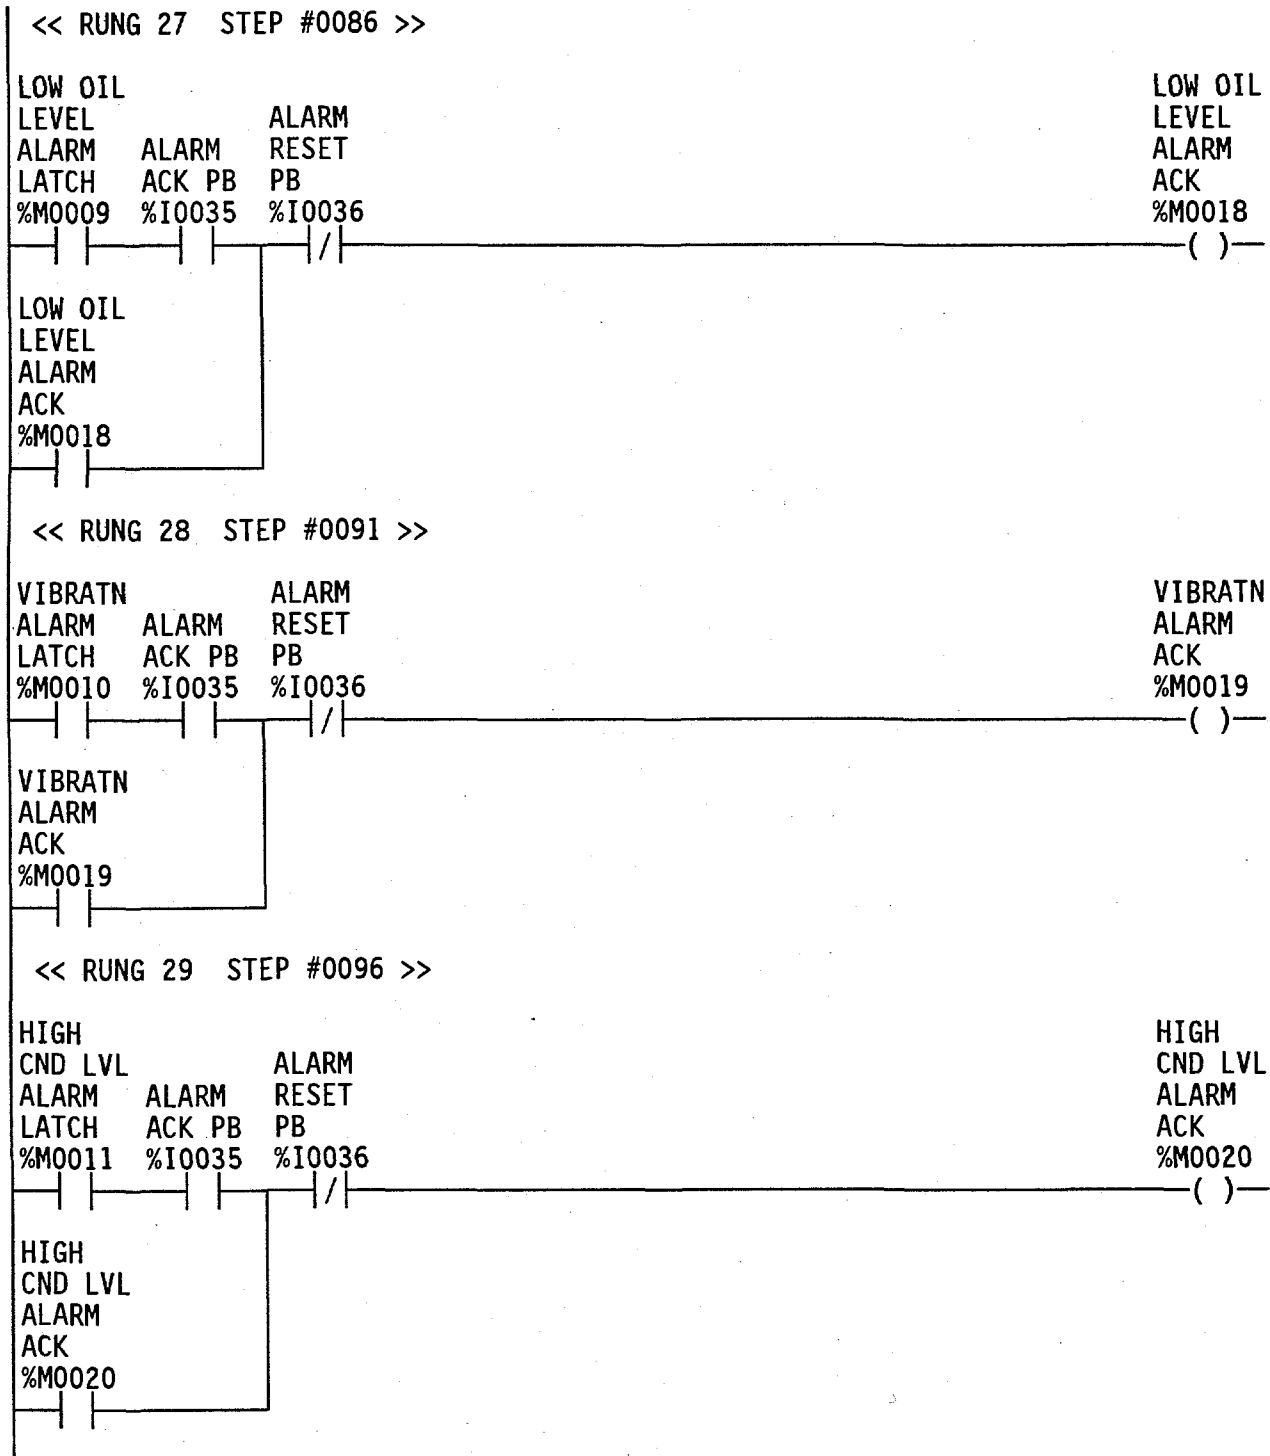 << RUNG 27 STEP #0086 >>
LOW OIL LOW OIL
LEVEL ALARM LEVEL
ALARM ALARM RESET ALARM
LATCH ACK PB PB ACK
%M0009 %I0035 %I0036 %M0018
LOW OIL
LEVEL
ALARM
ACK
%M0018
<< RUNG 28 STEP #0091 >>
VIBRATN ALARM VIBRATN
ALARM ALARM RESET ALARM
LATCH ACK PB PB ACK
%M0010 %I0035 %I0036 %M0019
VIBRATN
ALARM
ACK
%M0019
<< RUNG 29 STEP #0096 >>
HIGH HIGH
CND LVL ALARM CND LVL
ALARM ALARM RESET ALARM
LATCH ACK PB PB ACK
%M0011 %I0035 %I0036 %M0020
HIGH
CND LVL
ALARM
ACK
%M0020